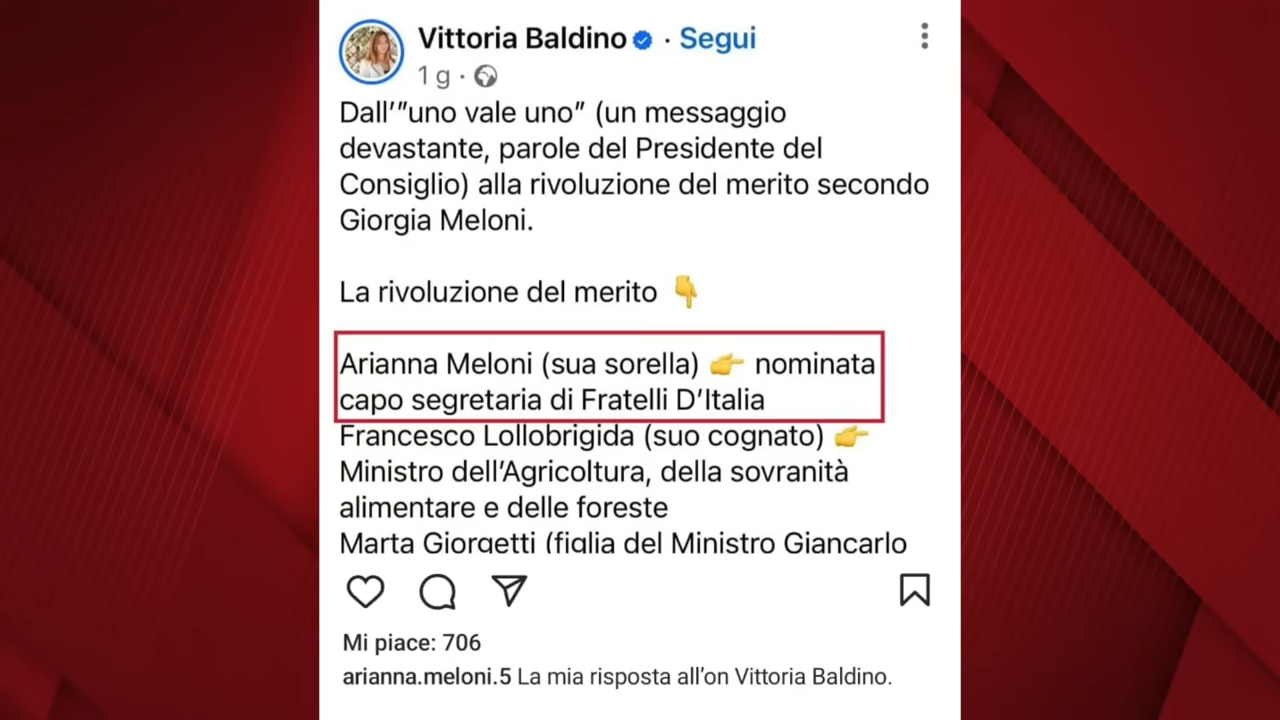 Vittoria Baldino · Segui
1 g ·
Dall'"uno vale uno” (un messaggio
devastante, parole del Presidente del
Consiglio) alla rivoluzione del merito secondo
Giorgia Meloni.
La rivoluzione del merito 👇
Arianna Meloni (sua sorella) 👉 nominata
capo segretaria di Fratelli D'Italia
Francesco Lollobrigida (suo cognato) 👉
Ministro dell'Agricoltura, della sovranità
alimentare e delle foreste
Marta Giorgetti (figlia del Ministro Giancarlo
Mi piace: 706
arianna.meloni.5 La mia risposta all'on Vittoria Baldino.